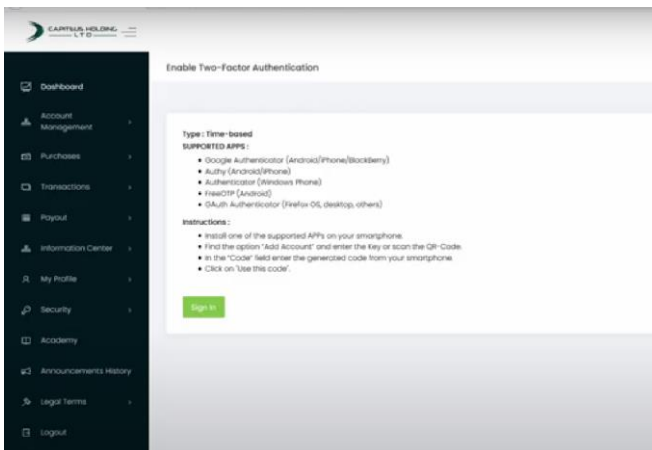 CAPITELLIS HOLDING
LTD
Enable Two-Factor Authentication
Dashboard
Account
Management
Purchases
Transactions
Payout
Information Center
My Profile
Security
Academy
Announcements History
Legal Terms
Logout
Type : Time-based
SUPPORTED APPS :
Google Authenticator (Android/iPhone/BlackBerry)
Authy (Android/iPhone)
Authenticator (Windows Phone)
FreeOTP (Android)
GAuth Authenticator (Firefox OS, desktop, others)
Instructions :
Install one of the supported APPs on your smartphone.
Find the option "Add Account" and enter the Key or scan the QR-Code.
In the "Code" field enter the generated code from your smartphone
Click on "Use this code".
Sign in